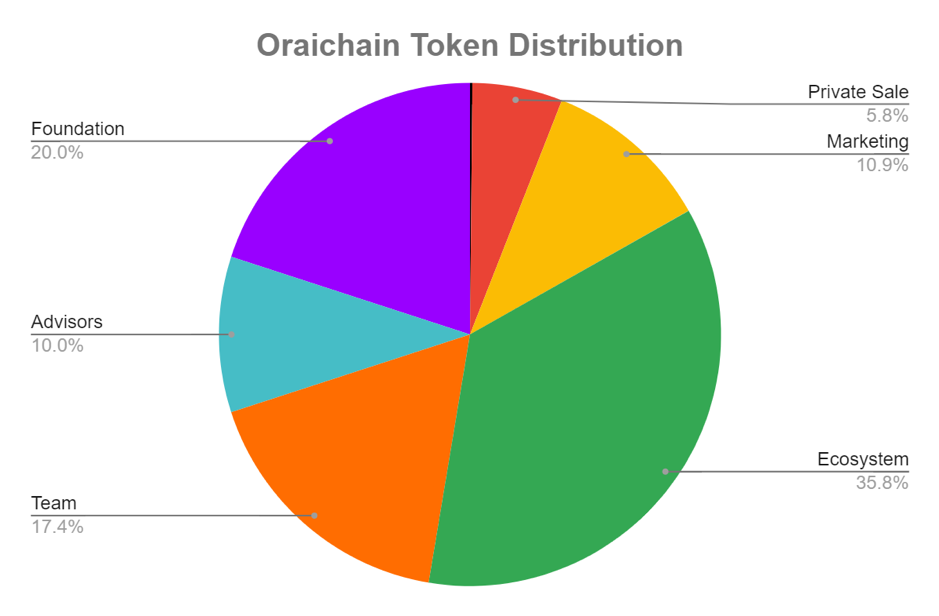 Oraichain Token Distribution
Private Sale
5.8%
Marketing
10.9%
Ecosystem
35.8%
Team
17.4%
Advisors
10.0%
Foundation
20.0%